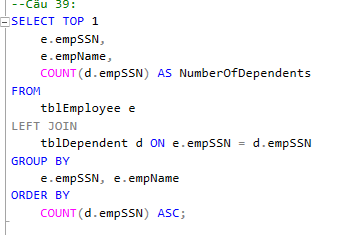 --Câu 39:
SELECT TOP 1
e.empSSN,
e.empName,
COUNT(d.empSSN) AS NumberOfDependents
FROM
tblEmployee e
LEFT JOIN
tblDependent d ON e.empSSN = d.empSSN
GROUP BY
e.empSSN, e.empName
ORDER BY
COUNT(d.empSSN) ASC;